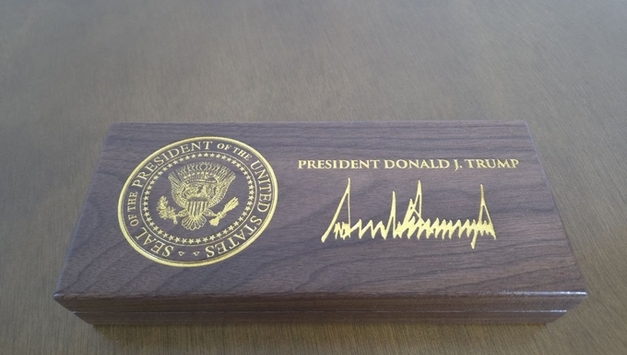 SEAL OF THE PRESIDENT OF THE UNITED STATES
PRESIDENT DONALD J. TRUMP